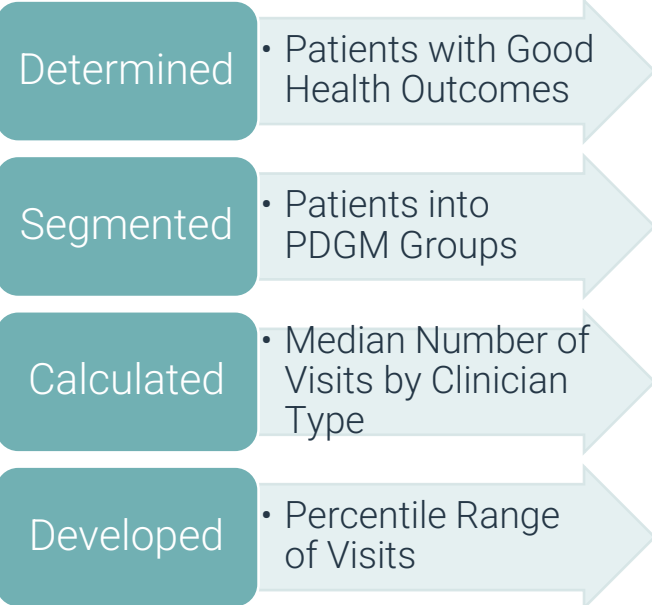 Determined
• Patients with Good
Health Outcomes
Segmented
• Patients into
PDGM Groups
Calculated
• Median Number of
Visits by Clinician
Type
Developed
• Percentile Range
of Visits